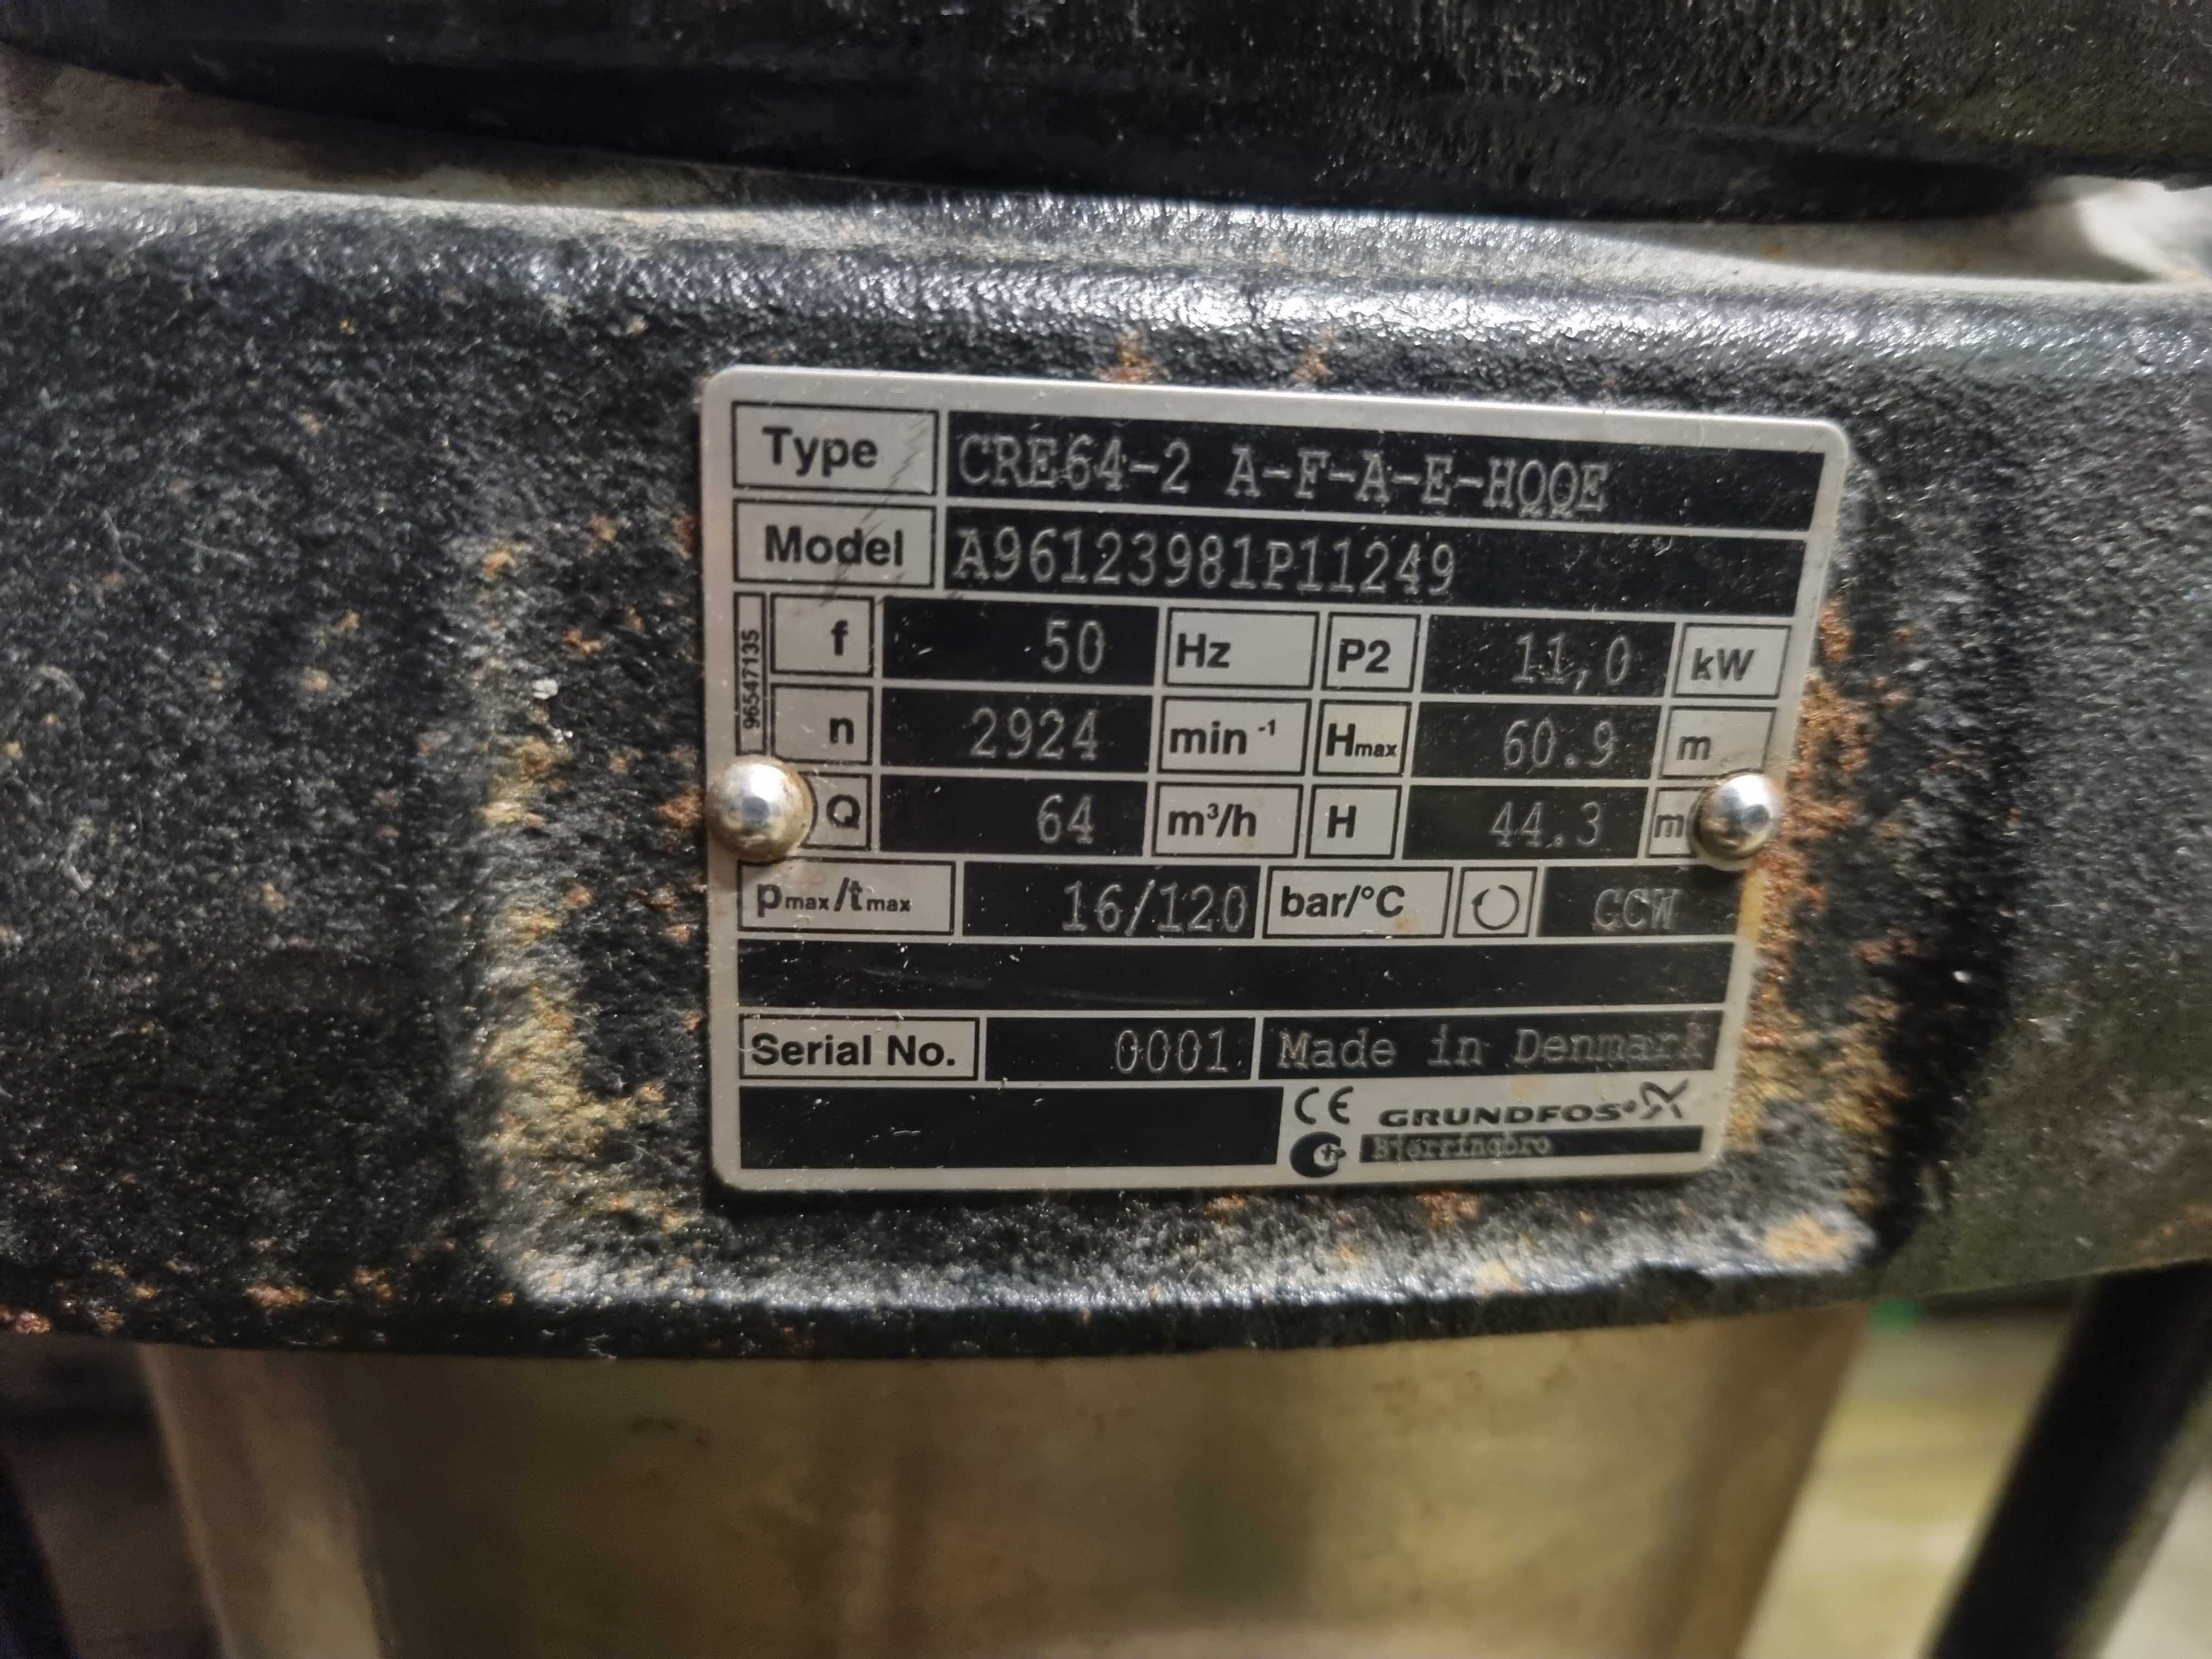 Type CRE64-2 A-F-A-E-HQQE
Model A96123981P11249
96547135
f 50 Hz P2 11,0 kW
n 2924 min⁻¹ Hmax 60.9 m
Q 64 m³/h H 44.3 m
pmax/tmax 16/120 bar/°C CCW
Serial No. 0001 Made in Denmark
CE GRUNDFOS
Bjerringbro